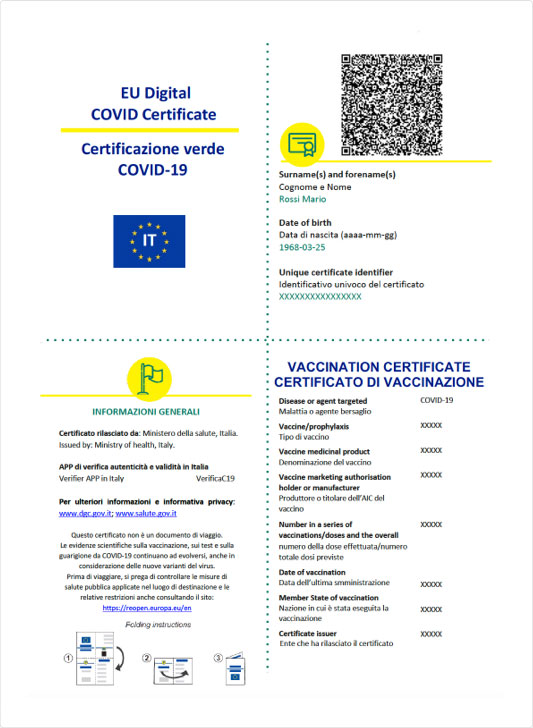 EU Digital
COVID Certificate
Certificazione verde
COVID-19
IT
Surname(s) and forename(s)
Cognome e Nome
Rossi Mario
Date of birth
Data di nascita (aaaa-mm-gg)
1968-03-25
Unique certificate identifier
Identificativo univoco del certificato
XXXXXXXXXXXXXXXX
INFORMAZIONI GENERALI
Certificato rilasciato da: Ministero della salute, Italia.
Issued by: Ministry of health, Italy.
APP di verifica autenticità e validità in Italia
Verifier APP in Italy VerificaC19
Per ulteriori informazioni e informativa privacy:
www.dgc.gov.it; www.salute.gov.it
Questo certificato non è un documento di viaggio.
Le evidenze scientifiche sulla vaccinazione, sui test e sulla
guarigione da COVID-19 continuano ad evolversi, anche in
considerazione delle nuove varianti del virus.
Prima di viaggiare, si prega di controllare le misure di
salute pubblica applicate nel luogo di destinazione e le
relative restrizioni anche consultando il sito:
https://reopen.europa.eu/en
Folding instructions
1 2 3
VACCINATION CERTIFICATE
CERTIFICATO DI VACCINAZIONE
Disease or agent targeted COVID-19
Malattia o agente bersaglio
Vaccine/prophylaxis XXXXX
Tipo di vaccino
Vaccine medicinal product XXXXX
Denominazione del vaccino
Vaccine marketing authorisation XXXXX
holder or manufacturer
Produttore o titolare dell'AIC del
vaccino
Number in a series of XXXXX
vaccinations/doses and the overall
numero della dose effettuata/numero
totale dosi previste
Date of vaccination
Data dell'ultima smministrazione XXXXX
Member State of vaccination
Nazione in cui è stata eseguita la XXXXX
vaccinazione
Certificate issuer XXXXX
Ente che ha rilasciato il certificato